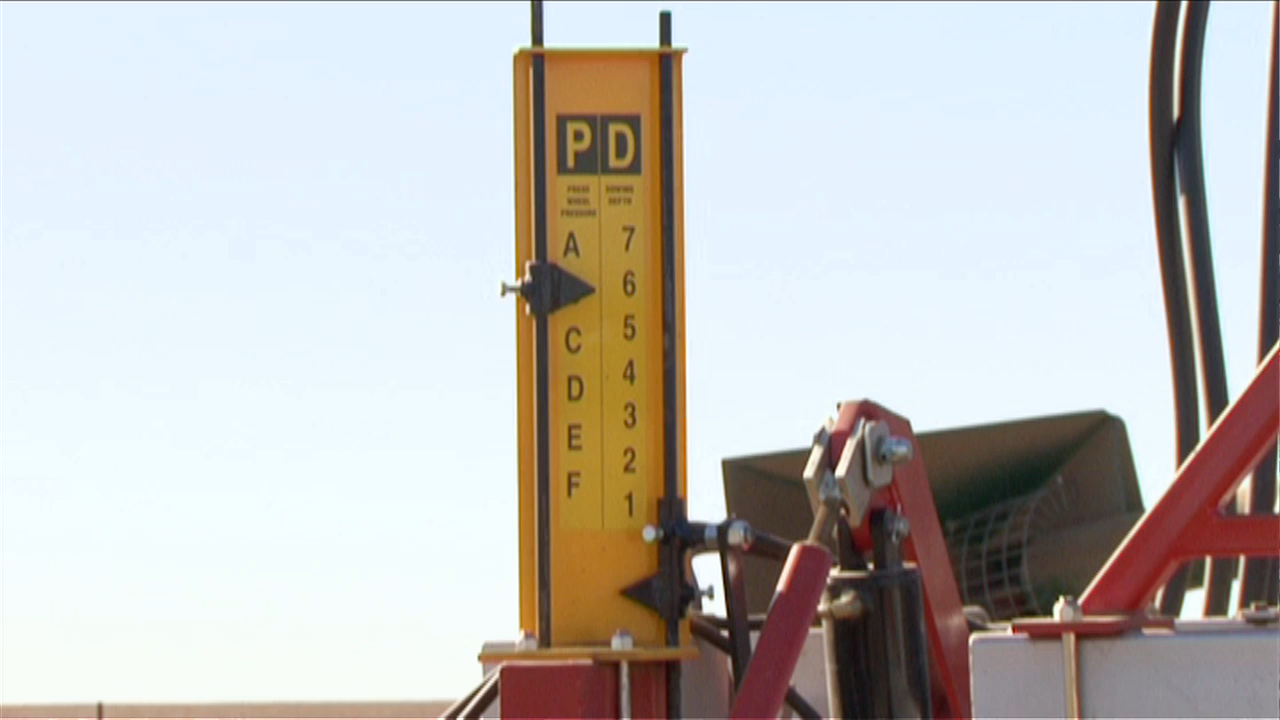 P D
PRESS WHEEL PRESSURE
SOWING DEPTH
A 7
6
C 5
D 4
E 3
F 2
1